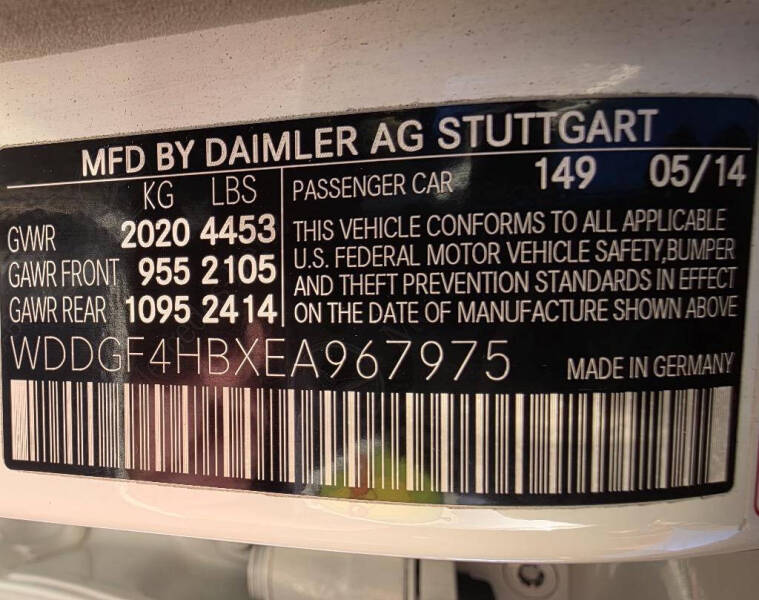 MFD BY DAIMLER AG STUTTGART
KG LBS
GVWR 2020 4453
GAWR FRONT 955 2105
GAWR REAR 1095 2414
PASSENGER CAR 149 05/14
THIS VEHICLE CONFORMS TO ALL APPLICABLE
U.S. FEDERAL MOTOR VEHICLE SAFETY,BUMPER
AND THEFT PREVENTION STANDARDS IN EFFECT
ON THE DATE OF MANUFACTURE SHOWN ABOVE
WDDGF4HBXEA967975
MADE IN GERMANY